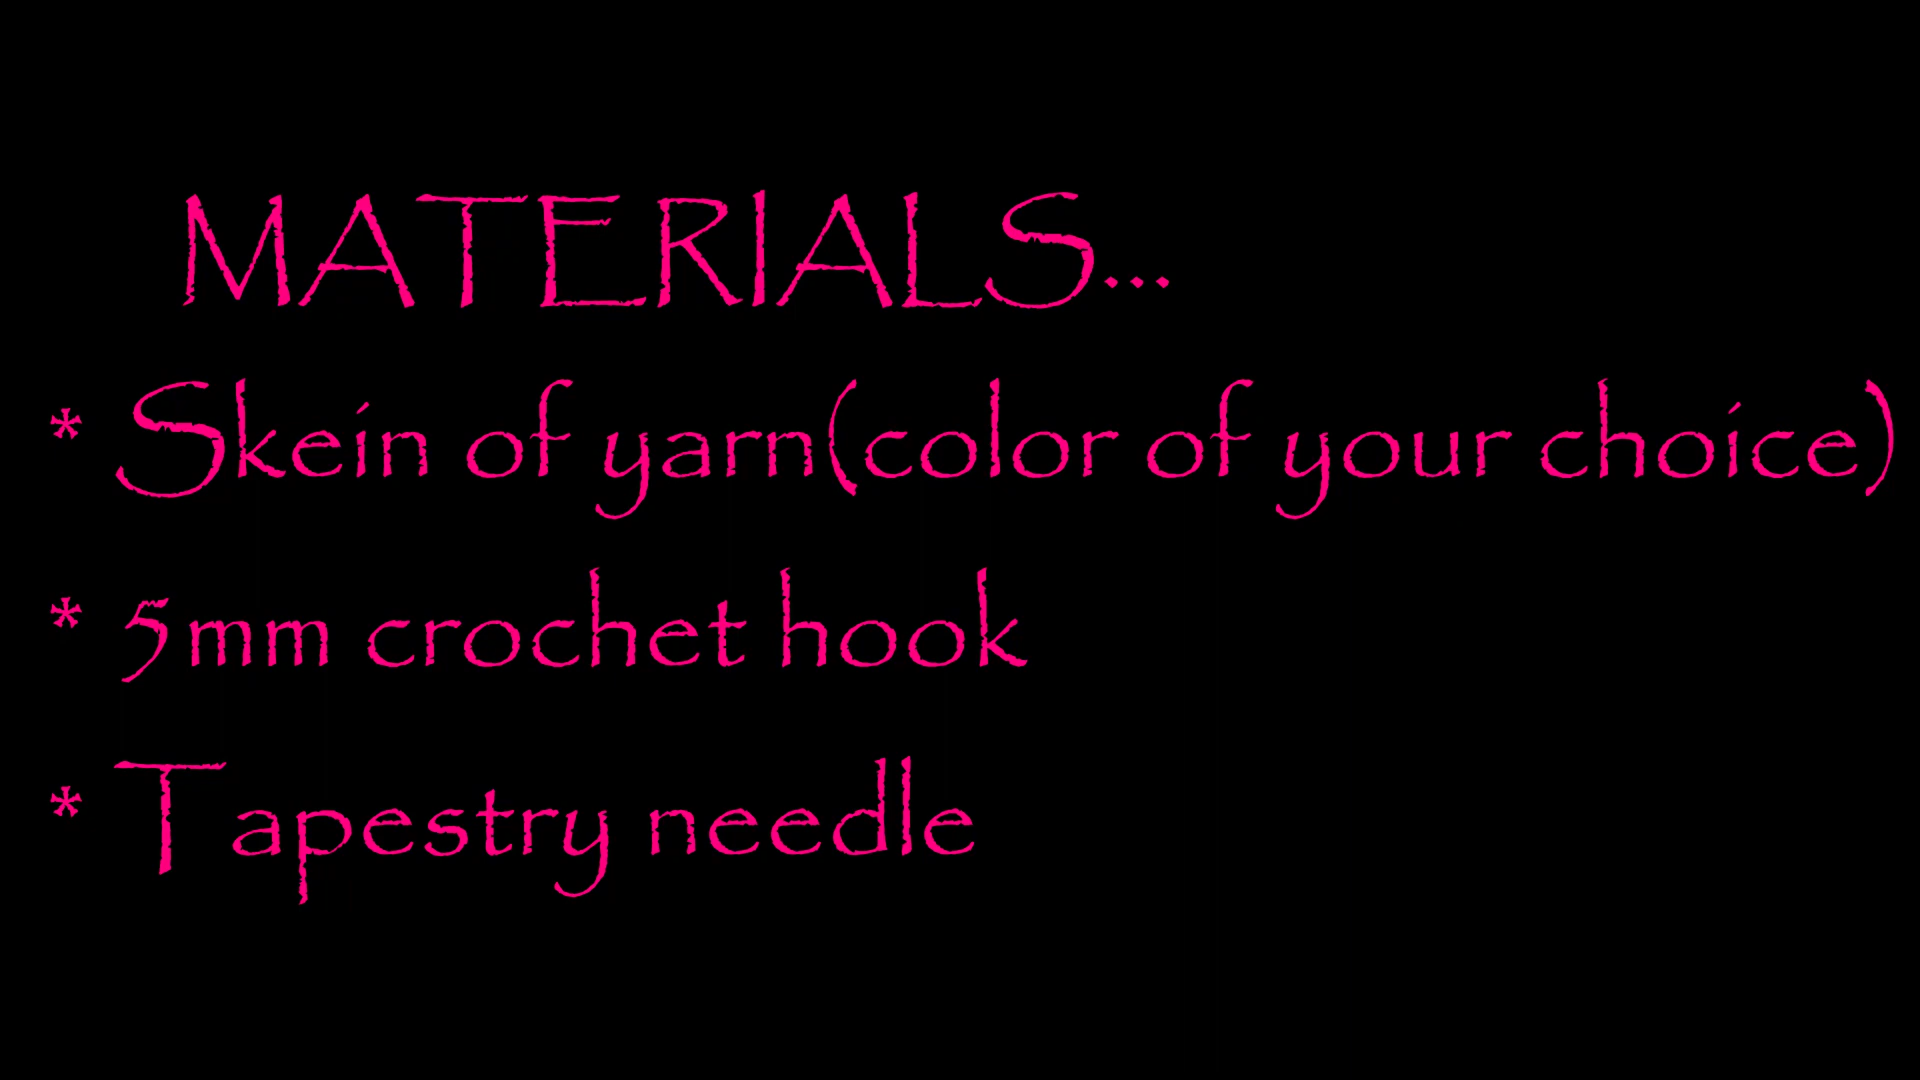 MATERIALS...
* Skein of yarn(color of your choice)
* 5mm crochet hook
* Tapestry needle